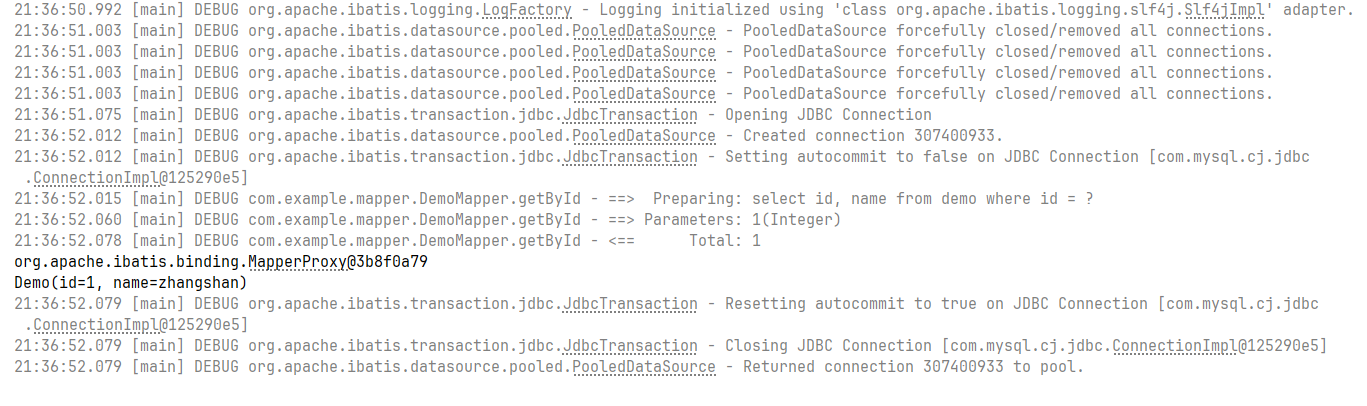 21:36:50.992 [main] DEBUG org.apache.ibatis.logging.LogFactory - Logging initialized using 'class org.apache.ibatis.logging.slf4j.Slf4jImpl' adapter.
21:36:51.003 [main] DEBUG org.apache.ibatis.datasource.pooled.PooledDataSource - PooledDataSource forcefully closed/removed all connections.
21:36:51.003 [main] DEBUG org.apache.ibatis.datasource.pooled.PooledDataSource - PooledDataSource forcefully closed/removed all connections.
21:36:51.003 [main] DEBUG org.apache.ibatis.datasource.pooled.PooledDataSource - PooledDataSource forcefully closed/removed all connections.
21:36:51.003 [main] DEBUG org.apache.ibatis.datasource.pooled.PooledDataSource - PooledDataSource forcefully closed/removed all connections.
21:36:51.075 [main] DEBUG org.apache.ibatis.transaction.jdbc.JdbcTransaction - Opening JDBC Connection
21:36:52.012 [main] DEBUG org.apache.ibatis.datasource.pooled.PooledDataSource - Created connection 307400933.
21:36:52.012 [main] DEBUG org.apache.ibatis.transaction.jdbc.JdbcTransaction - Setting autocommit to false on JDBC Connection [com.mysql.cj.jdbc
.ConnectionImpl@125290e5]
21:36:52.015 [main] DEBUG com.example.mapper.DemoMapper.getById - ==>  Preparing: select id, name from demo where id = ?
21:36:52.060 [main] DEBUG com.example.mapper.DemoMapper.getById - ==> Parameters: 1(Integer)
21:36:52.078 [main] DEBUG com.example.mapper.DemoMapper.getById - <==      Total: 1
org.apache.ibatis.binding.MapperProxy@3b8f0a79
Demo(id=1, name=zhangshan)
21:36:52.079 [main] DEBUG org.apache.ibatis.transaction.jdbc.JdbcTransaction - Resetting autocommit to true on JDBC Connection [com.mysql.cj.jdbc
.ConnectionImpl@125290e5]
21:36:52.079 [main] DEBUG org.apache.ibatis.transaction.jdbc.JdbcTransaction - Closing JDBC Connection [com.mysql.cj.jdbc.ConnectionImpl@125290e5]
21:36:52.079 [main] DEBUG org.apache.ibatis.datasource.pooled.PooledDataSource - Returned connection 307400933 to pool.